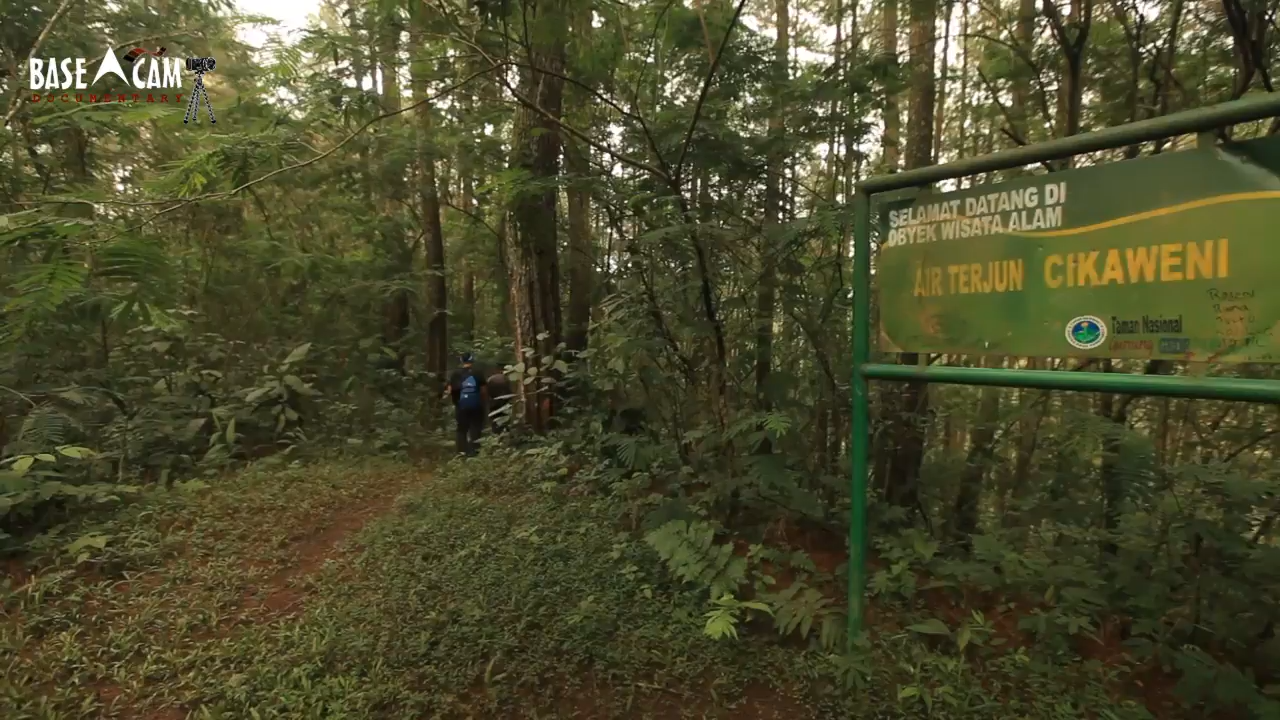 BASE CAM
DOCUMENTARY
SELAMAT DATANG DI
OBYEK WISATA ALAM
AIR TERJUN CIKAWENI
Taman Nasional